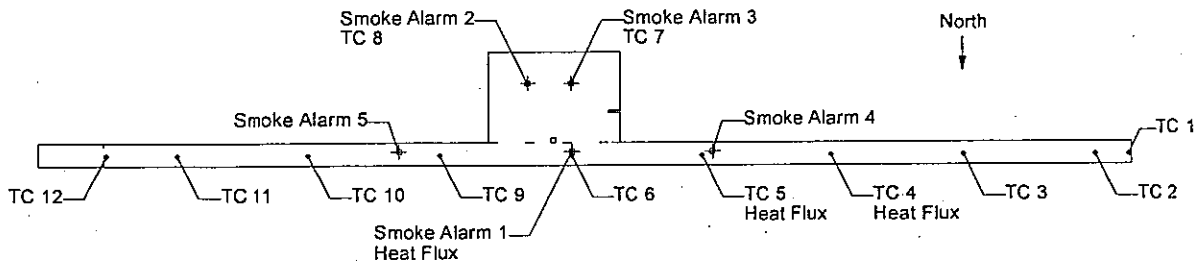 Smoke Alarm 2
TC 8
Smoke Alarm 3
TC 7
North
Smoke Alarm 5
Smoke Alarm 4
TC 1
TC 12
TC 11
TC 10
TC 9
TC 6
TC 5
Heat Flux
TC 4
Heat Flux
TC 3
TC 2
Smoke Alarm 1
Heat Flux